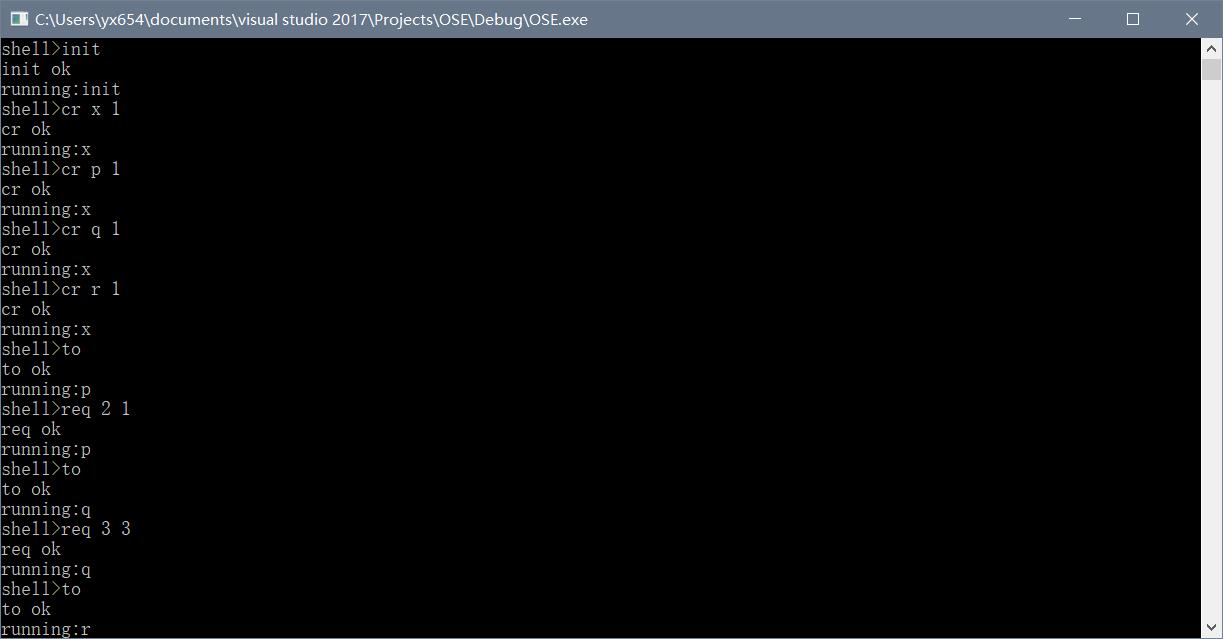 C:\Users\yx654\documents\visual studio 2017\Projects\OSE\Debug\OSE.exe
shell>init
init ok
running:init
shell>cr x 1
cr ok
running:x
shell>cr p 1
cr ok
running:x
shell>cr q 1
cr ok
running:x
shell>cr r 1
cr ok
running:x
shell>to
to ok
running:p
shell>req 2 1
req ok
running:p
shell>to
to ok
running:q
shell>req 3 3
req ok
running:q
shell>to
to ok
running:r